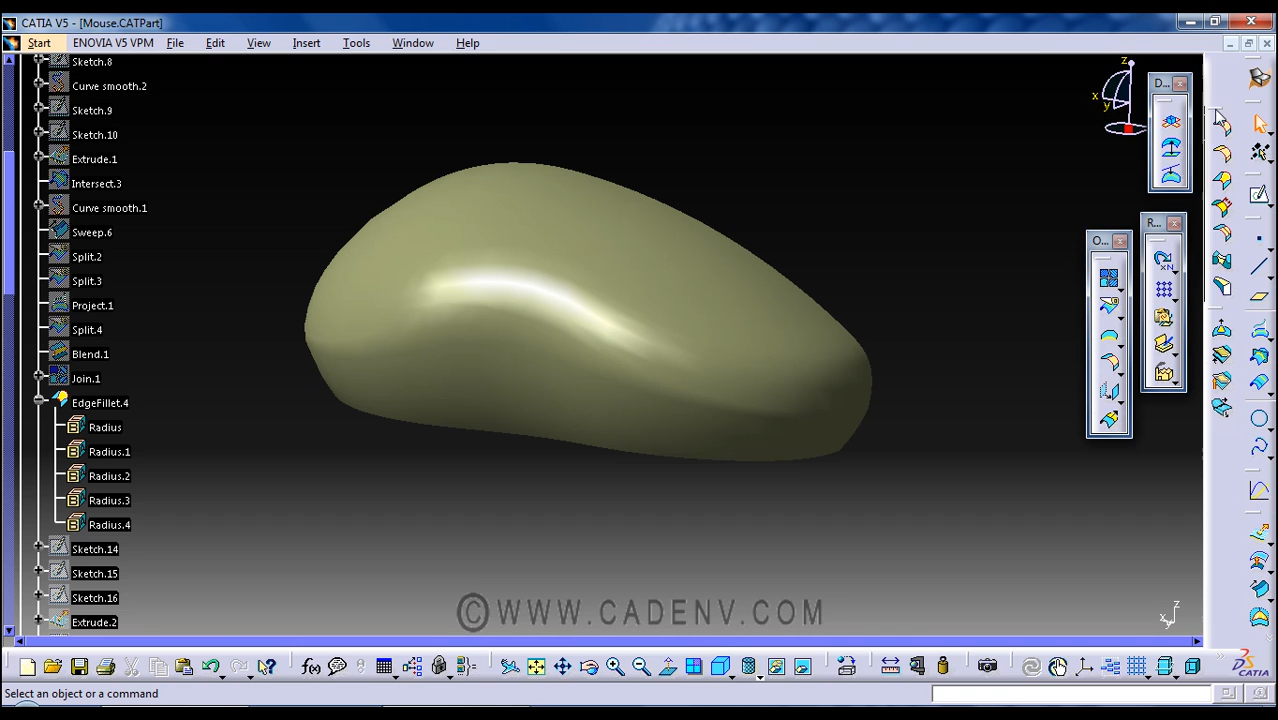 CATIA V5 - [Mouse.CATPart]
Start ENOVIA V5 VPM File Edit View Insert Tools Window Help
Sketch.8
Curve smooth.2
Sketch.9
Sketch.10
Extrude.1
Intersect.3
Curve smooth.1
Sweep.6
Split.2
Split.3
Project.1
Split.4
Blend.1
Join.1
EdgeFillet.4
Radius
Radius.1
Radius.2
Radius.3
Radius.4
Sketch.14
Sketch.15
Sketch.16
Extrude.2
z
x
y
D...
R...
O...
xN
©WWW.CADENV.COM
z
x
y
f(x)
CATIA
Select an object or a command